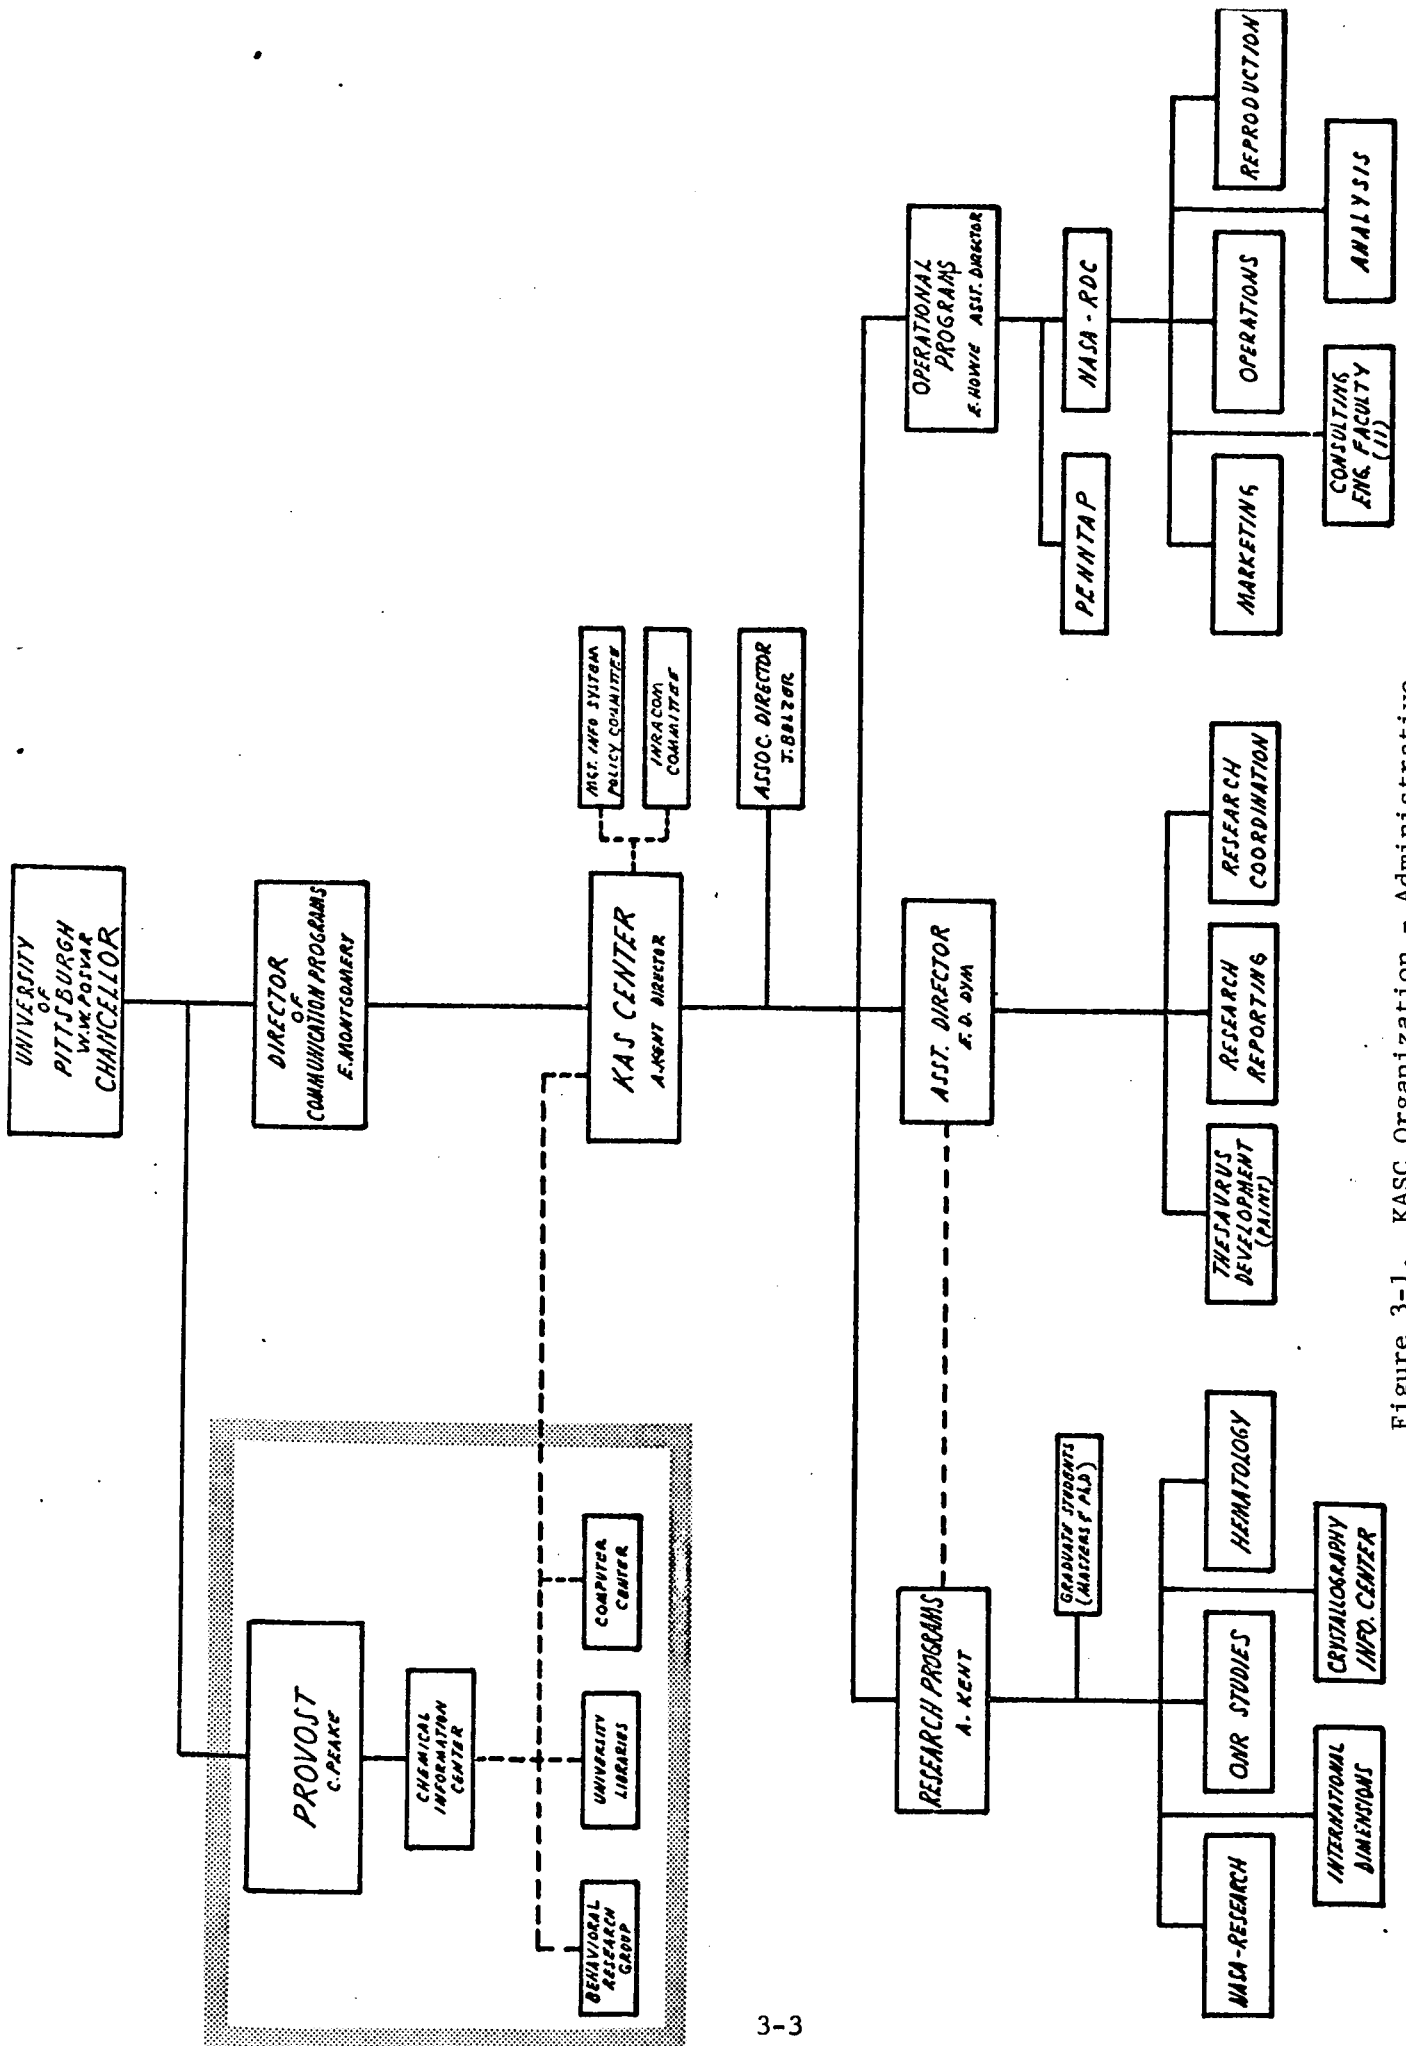 UNIVERSITY
OF
PITTSBURGH
W.W.POSVAR
CHANCELLOR
DIRECTOR
OF
COMMUNICATION PROGRAMS
E.MONTGOMERY
PROVOST
C.PEAKE
CHEMICAL
INFORMATION
CENTER
BEHAVIORAL
RESEARCH
GROUP
UNIVERSITY
LIBRARIES
COMPUTER
CENTER
KAS CENTER
A.KENT DIRECTOR
MGT. INFO SYSTEM
POLICY COMMITTEE
INRACOM
COMMITTEE
ASSOC. DIRECTOR
J.BELZER
RESEARCH PROGRAMS
A. KENT
ASST. DIRECTOR
E.D. DYM
OPERATIONAL
PROGRAMS
E.HOWIE ASST. DIRECTOR
GRADUATE STUDENTS
(MASTERS & Ph.D)
PENNTAP
NASA-RDC
NASA-RESEARCH
ONR STUDIES
HEMATOLOGY
INTERNATIONAL
DIMENSIONS
CRYSTALLOGRAPHY
INFO. CENTER
THESAURUS
DEVELOPMENT
(PAINT)
RESEARCH
REPORTING
RESEARCH
COORDINATION
MARKETING
OPERATIONS
REPRODUCTION
CONSULTING
ENG. FACULTY
(11)
ANALYSIS
Figure 3-1. KASC Organization - Administrative
3-3